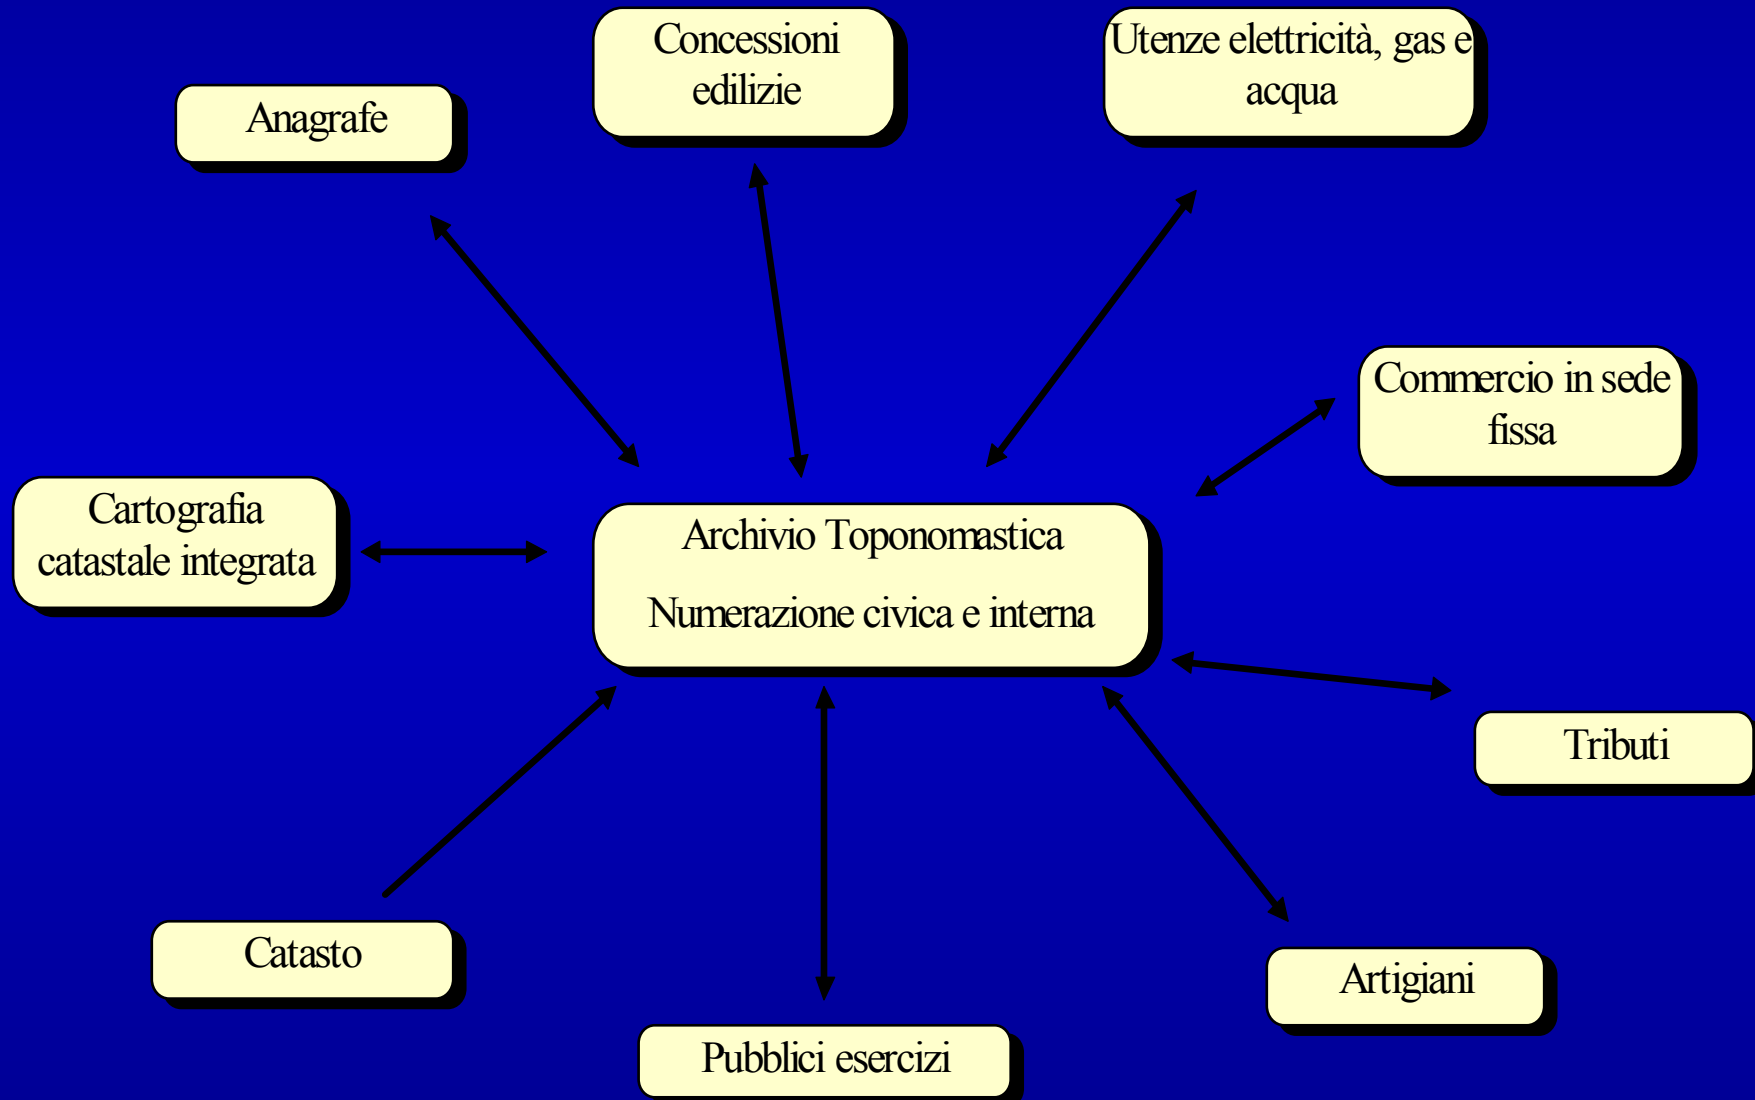 Concessioni
edilizie
Utenze elettricità, gas e
acqua
Anagrafe
Commercio in sede
fissa
Cartografia
catastale integrata
Archivio Toponomastica
Numerazione civica e interna
Tributi
Catasto
Artigiani
Pubblici esercizi